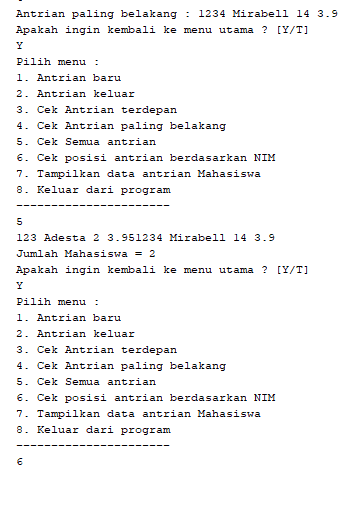 Antrian paling belakang : 1234 Mirabell 14 3.9
Apakah ingin kembali ke menu utama ? [Y/T]
Y
Pilih menu :
1. Antrian baru
2. Antrian keluar
3. Cek Antrian terdepan
4. Cek Antrian paling belakang
5. Cek Semua antrian
6. Cek posisi antrian berdasarkan NIM
7. Tampilkan data antrian Mahasiswa
8. Keluar dari program
----------------------
5
123 Adesta 2 3.951234 Mirabell 14 3.9
Jumlah Mahasiswa = 2
Apakah ingin kembali ke menu utama ? [Y/T]
Y
Pilih menu :
1. Antrian baru
2. Antrian keluar
3. Cek Antrian terdepan
4. Cek Antrian paling belakang
5. Cek Semua antrian
6. Cek posisi antrian berdasarkan NIM
7. Tampilkan data antrian Mahasiswa
8. Keluar dari program
----------------------
6